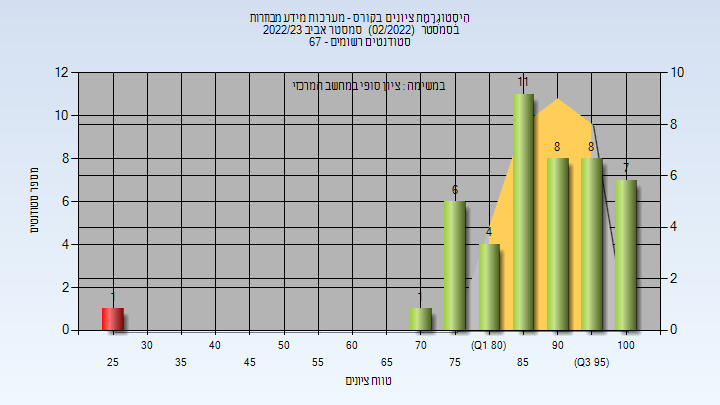 היסטוגרמת ציונים בקורס - מערכות מידע מבחרות
בסמסטר (02/2022) סמסטר אביב 2022/23
סטודנטים רשומים - 67
במשימה : ציון סופי במחשב המרכזי
מספר סטודנטים
12
10
8
6
4
2
0
10
8
6
4
2
0
1
1
6
4
11
8
8
7
30 40 50 60 70 (Q1 80) 90 100
25 35 45 55 65 75 85 (Q3 95)
טווח ציונים